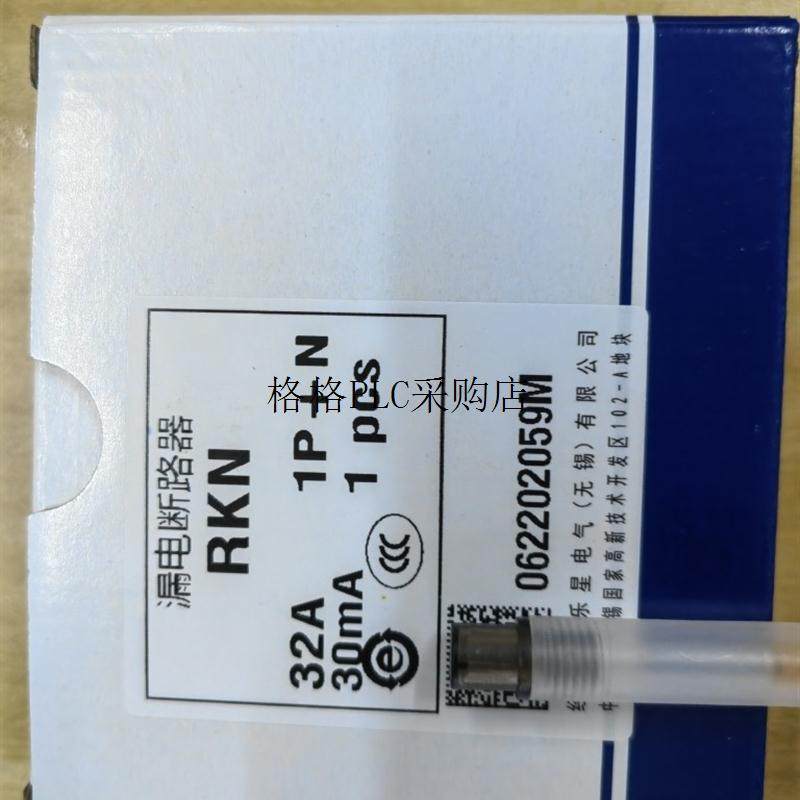 漏电断路器
RKN
32A 1P+N
30mA 1 pcs
CCC
e
062202059M
乐星电气(无锡)有限公司
锡国家高新技术开发区102-A地块
格格PLC采购店